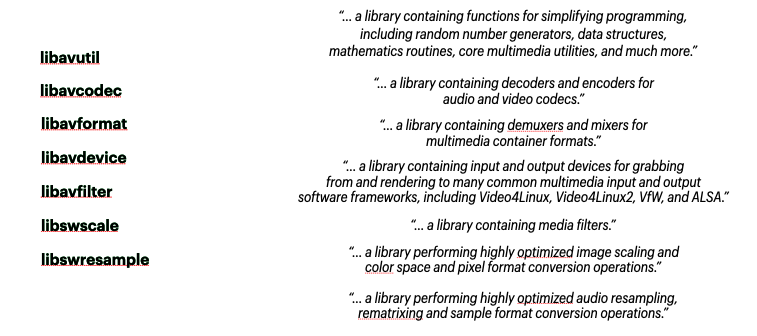 libavutil
libavcodec
libavformat
libavdevice
libavfilter
libswscale
libswresample
“... a library containing functions for simplifying programming,
including random number generators, data structures,
mathematics routines, core multimedia utilities, and much more.”
“... a library containing decoders and encoders for
audio and video codecs.”
“... a library containing demuxers and mixers for
multimedia container formats.”
“... a library containing input and output devices for grabbing
from and rendering to many common multimedia input and output
software frameworks, including Video4Linux, Video4Linux2, VfW, and ALSA.”
“... a library containing media filters.”
“... a library performing highly optimized image scaling and
color space and pixel format conversion operations.”
“... a library performing highly optimized audio resampling,
rematrixing and sample format conversion operations.”